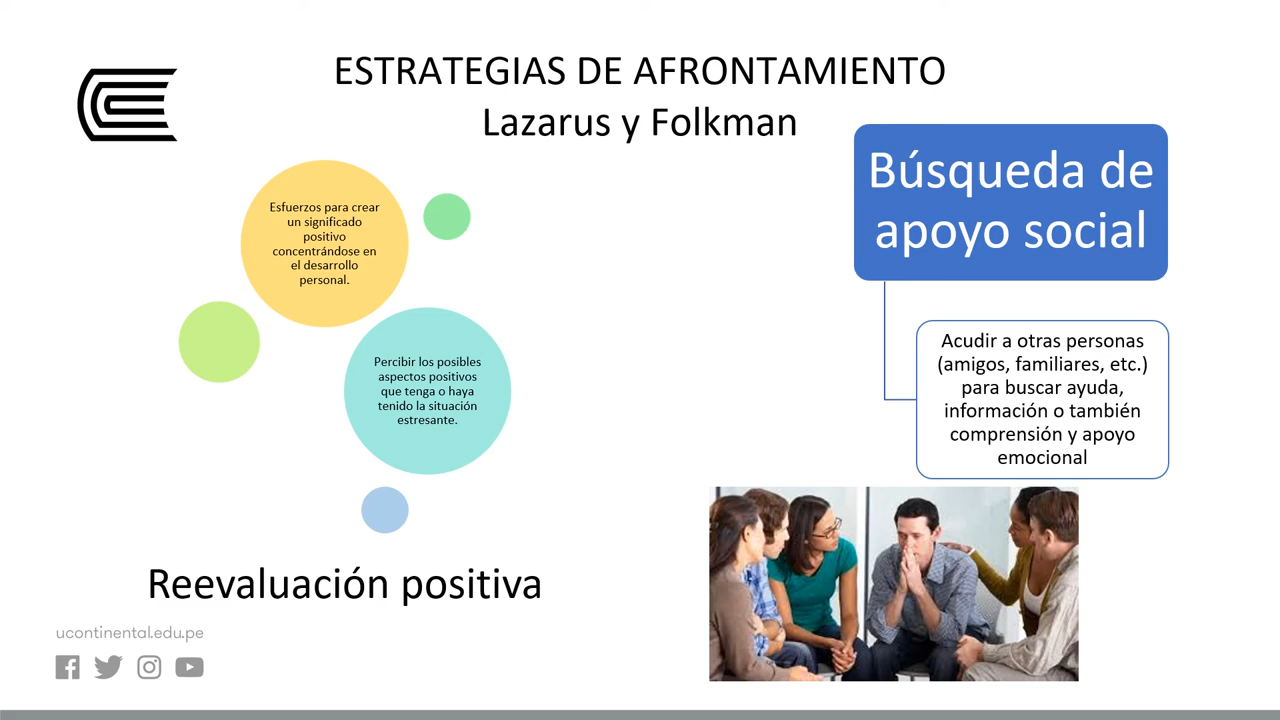 ESTRATEGIAS DE AFRONTAMIENTO
Lazarus y Folkman
Esfuerzos para crear
un significado
positivo
concentrándose en
el desarrollo
personal.
Percibir los posibles
aspectos positivos
que tenga o haya
tenido la situación
estresante.
Reevaluación positiva
Búsqueda de
apoyo social
Acudir a otras personas
(amigos, familiares, etc.)
para buscar ayuda,
información o también
comprensión y apoyo
emocional
ucontinental.edu.pe